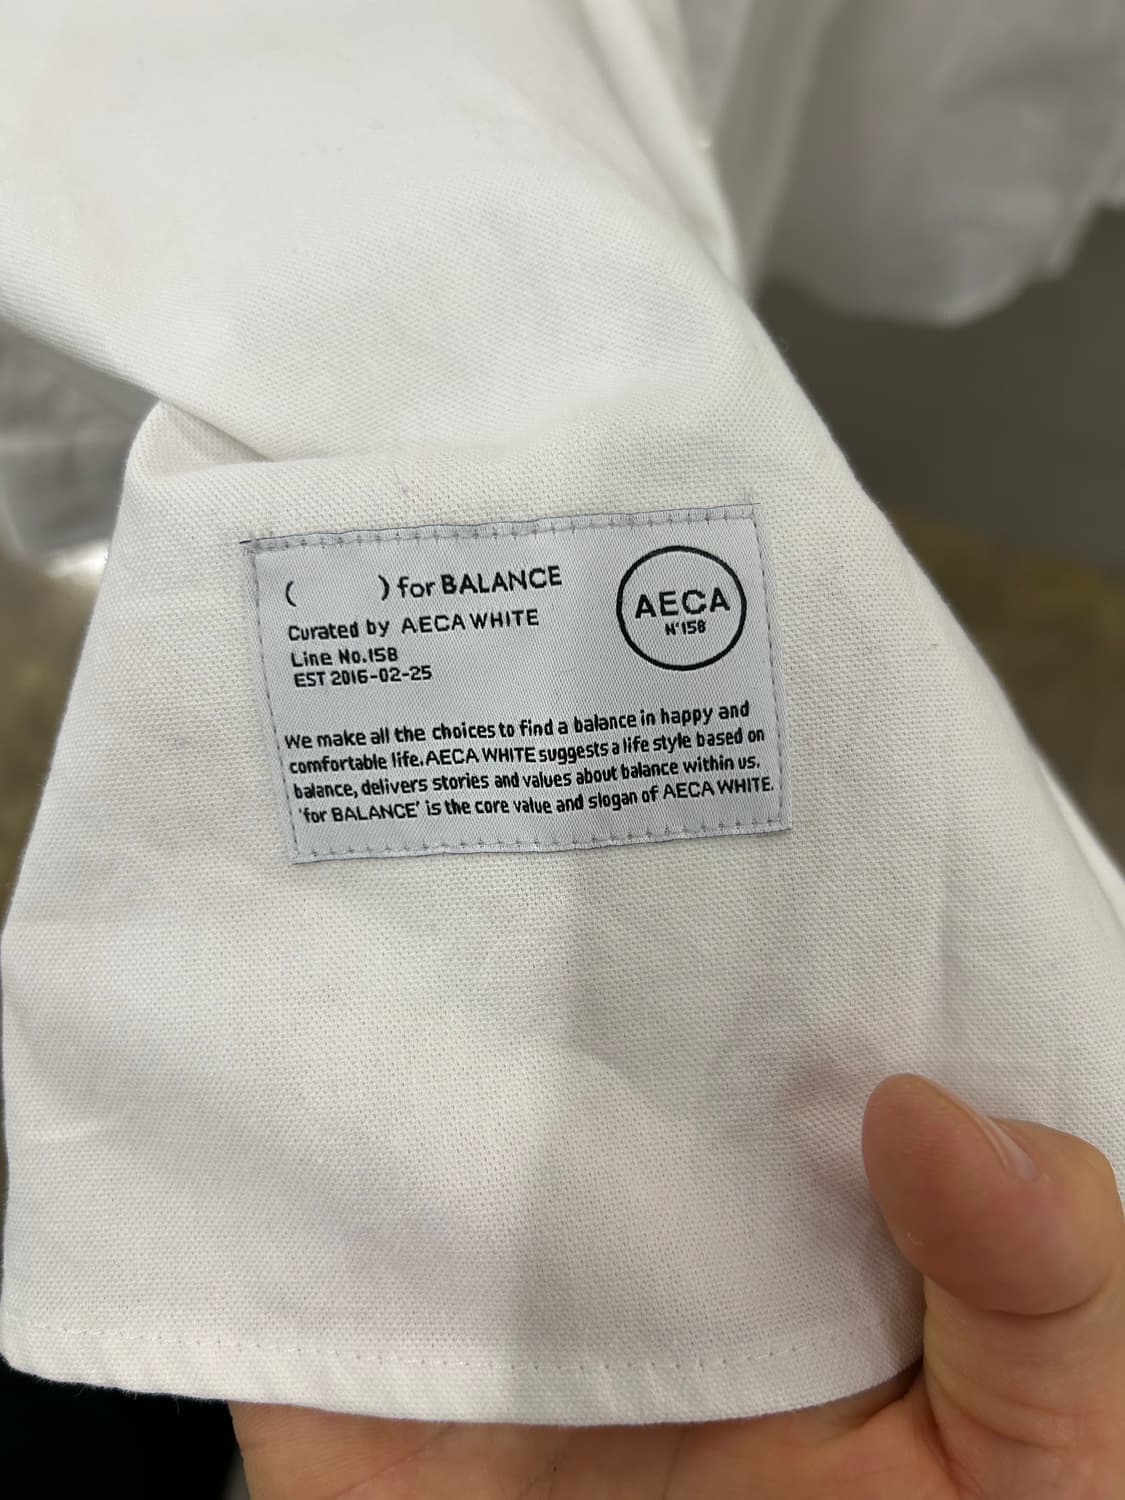 (          ) for BALANCE
Curated by AECA WHITE
Line No.158
EST 2016-02-25
AECA
N°158
We make all the choices to find a balance in happy and
comfortable life. AECA WHITE suggests a life style based on
balance, delivers stories and values about balance within us.
'for BALANCE' is the core value and slogan of AECA WHITE.